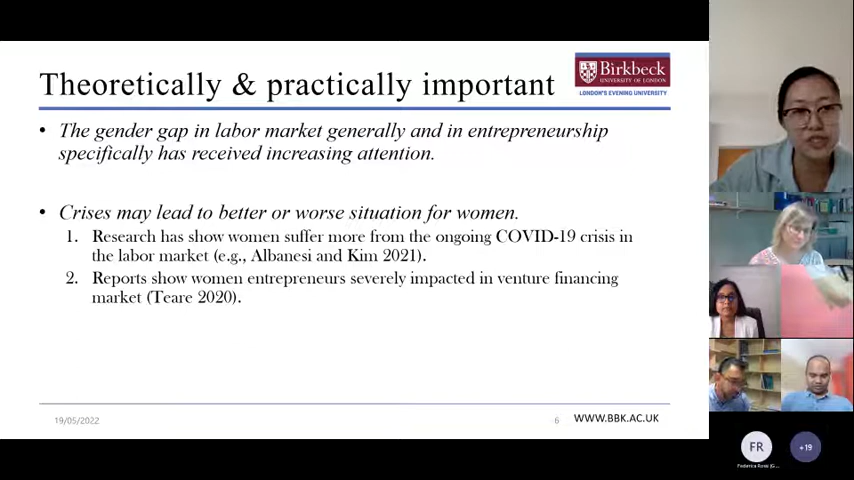 Theoretically & practically important
Birkbeck
UNIVERSITY OF LONDON
LONDON'S EVENING UNIVERSITY
• The gender gap in labor market generally and in entrepreneurship
specifically has received increasing attention.
• Crises may lead to better or worse situation for women.
1. Research has show women suffer more from the ongoing COVID-19 crisis in
the labor market (e.g., Albanesi and Kim 2021).
2. Reports show women entrepreneurs severely impacted in venture financing
market (Teare 2020).
19/05/2022
6
WWW.BBK.AC.UK
FR
+19